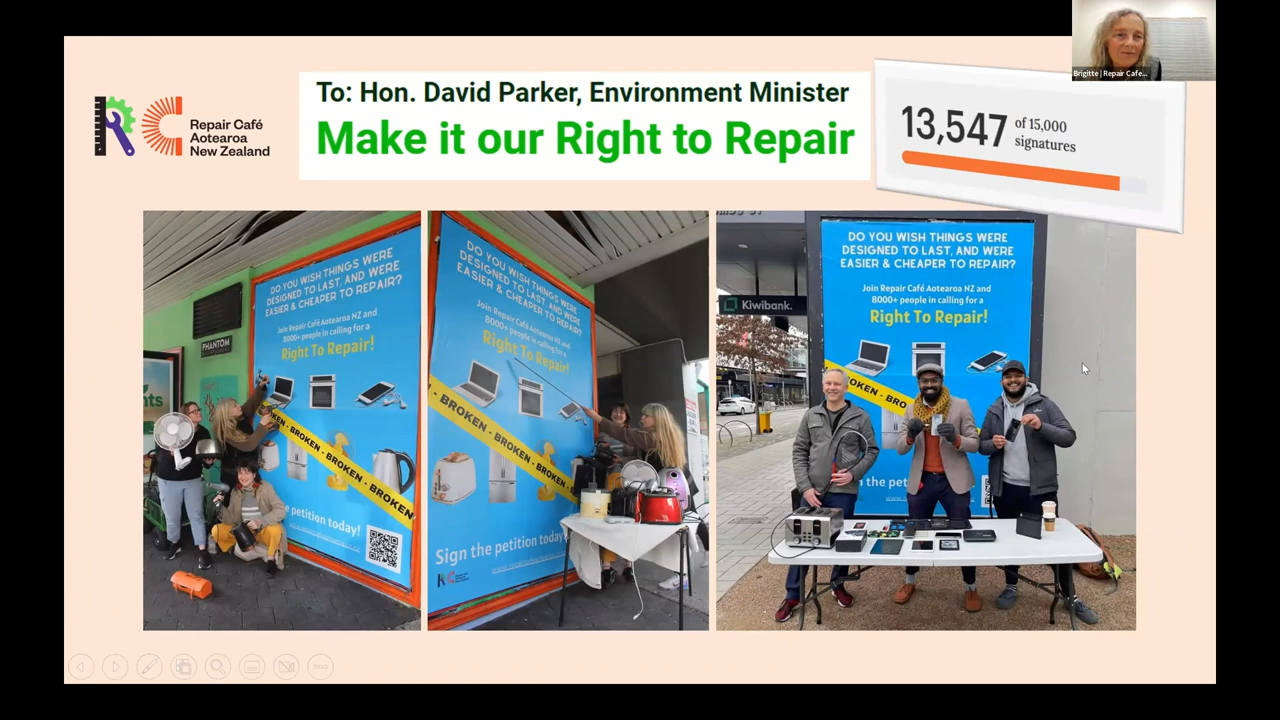 Brigitte | Repair Cafe...
To: Hon. David Parker, Environment Minister
Make it our Right to Repair
Repair Café
Aotearoa
New Zealand
13,547 of 15,000
signatures
DO YOU WISH THINGS WERE
DESIGNED TO LAST, AND WERE
EASIER & CHEAPER TO REPAIR?
Join Repair Café Aotearoa NZ and
8000+ people in calling for a
Right To Repair!
PHANTOM
BROKEN - BROKEN - BROKEN - BROKEN
petition today!
DO YOU WISH THINGS WERE
DESIGNED TO LAST, AND WERE
EASIER & CHEAPER TO REPAIR?
Join Repair Café Aotearoa NZ and
8000+ people in calling for a
Right To Repair!
- BROKEN - BROKEN - BROKEN -
Sign the petition today
DO YOU WISH THINGS WERE
DESIGNED TO LAST, AND WERE
EASIER & CHEAPER TO REPAIR?
Join Repair Café Aotearoa NZ and
8000+ people in calling for a
Right To Repair!
Kiwibank.
OKEN - BRO
the pet